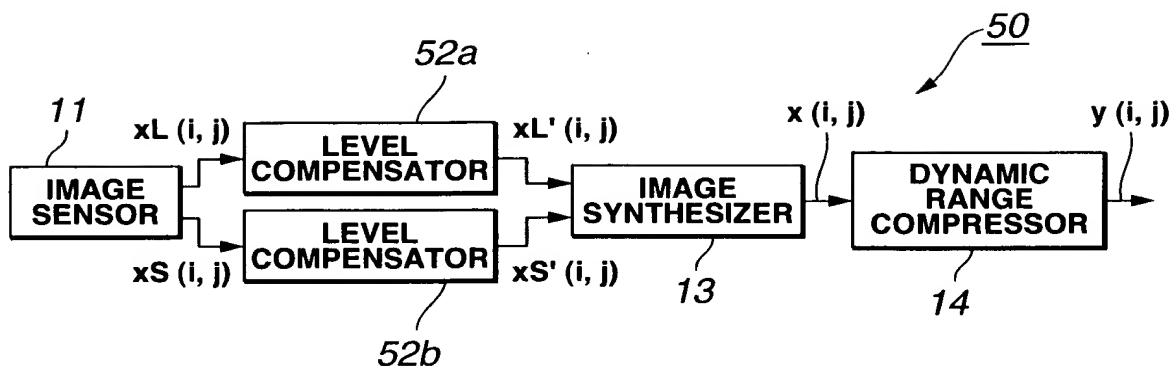 50
52a
11
xL (i, j)
LEVEL
COMPENSATOR
xL' (i, j)
x (i, j)
y (i, j)
IMAGE
SENSOR
IMAGE
SYNTHESIZER
DYNAMIC
RANGE
COMPRESSOR
xS (i, j)
LEVEL
COMPENSATOR
xS' (i, j)
13
14
52b